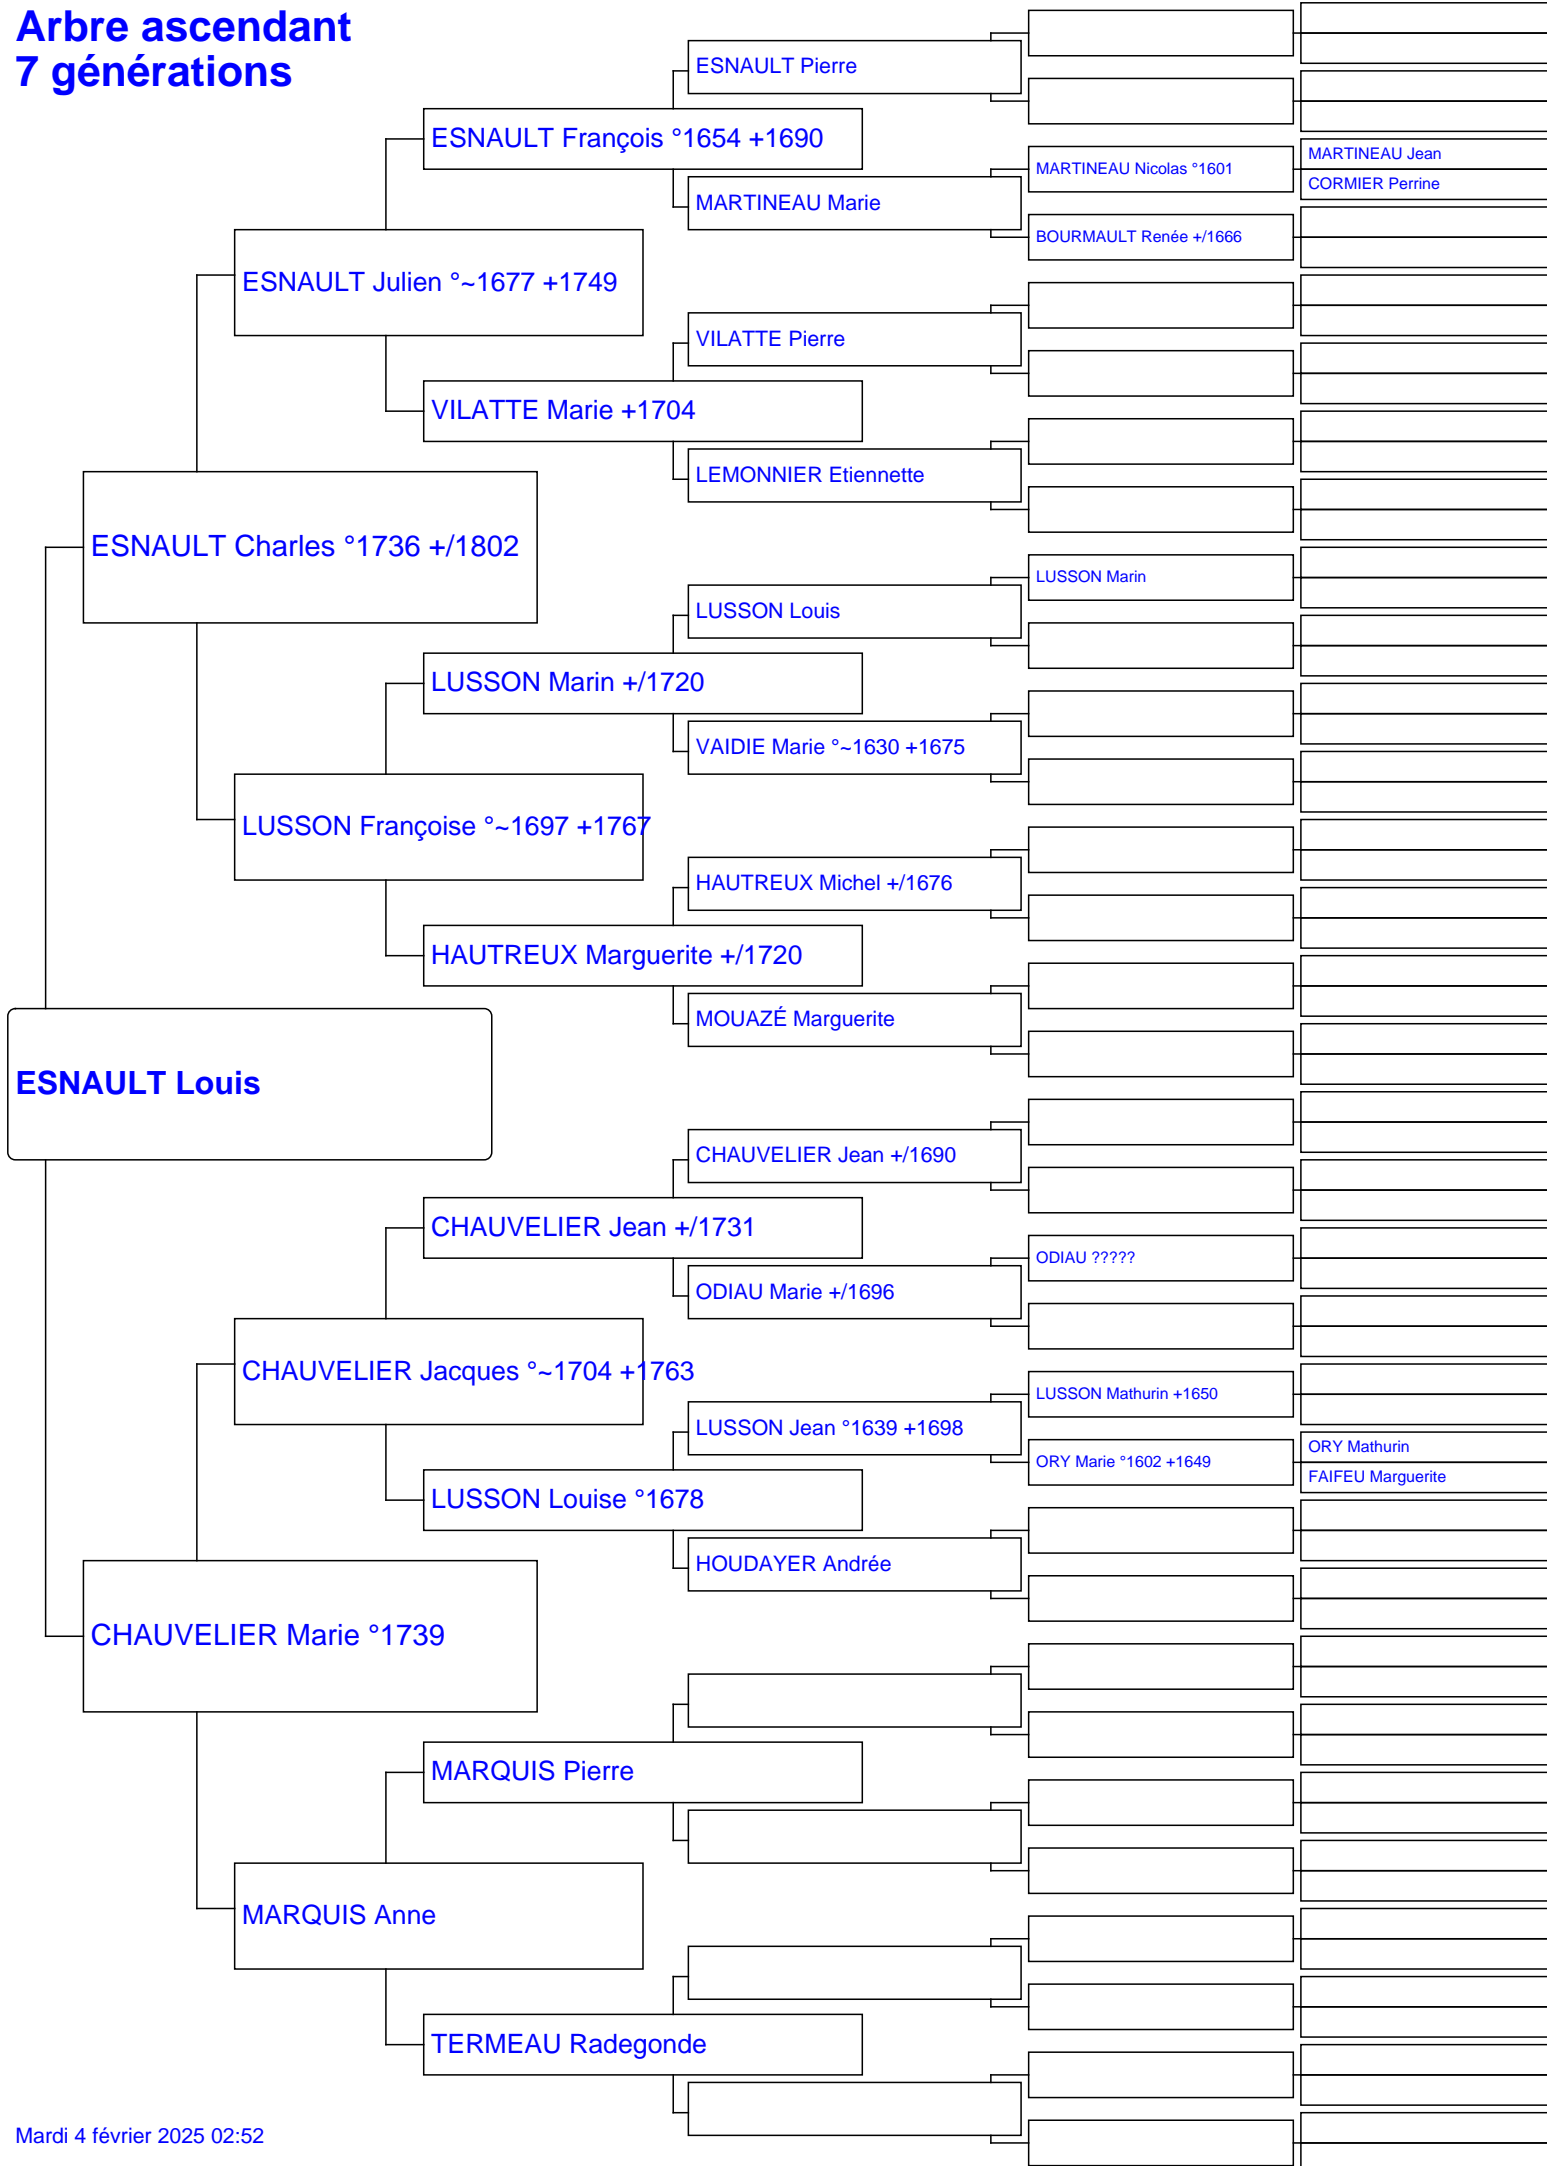 Arbre ascendant
7 générations
ESNAULT Pierre
ESNAULT François °1654 +1690
MARTINEAU Jean
MARTINEAU Nicolas °1601
CORMIER Perrine
MARTINEAU Marie
BOURMAULT Renée +/1666
ESNAULT Julien °~1677 +1749
VILATTE Pierre
VILATTE Marie +1704
LEMONNIER Etiennette
ESNAULT Charles °1736 +/1802
LUSSON Marin
LUSSON Louis
LUSSON Marin +/1720
VAIDIE Marie °~1630 +1675
LUSSON Françoise °~1697 +1767
HAUTREUX Michel +/1676
HAUTREUX Marguerite +/1720
MOUAZÉ Marguerite
ESNAULT Louis
CHAUVELIER Jean +/1690
CHAUVELIER Jean +/1731
ODIAU ?????
ODIAU Marie +/1696
CHAUVELIER Jacques °~1704 +1763
LUSSON Mathurin +1650
LUSSON Jean °1639 +1698
ORY Mathurin
ORY Marie °1602 +1649
FAIFEU Marguerite
LUSSON Louise °1678
HOUDAYER Andrée
CHAUVELIER Marie °1739
MARQUIS Pierre
MARQUIS Anne
TERMEAU Radegonde
Mardi 4 février 2025 02:52